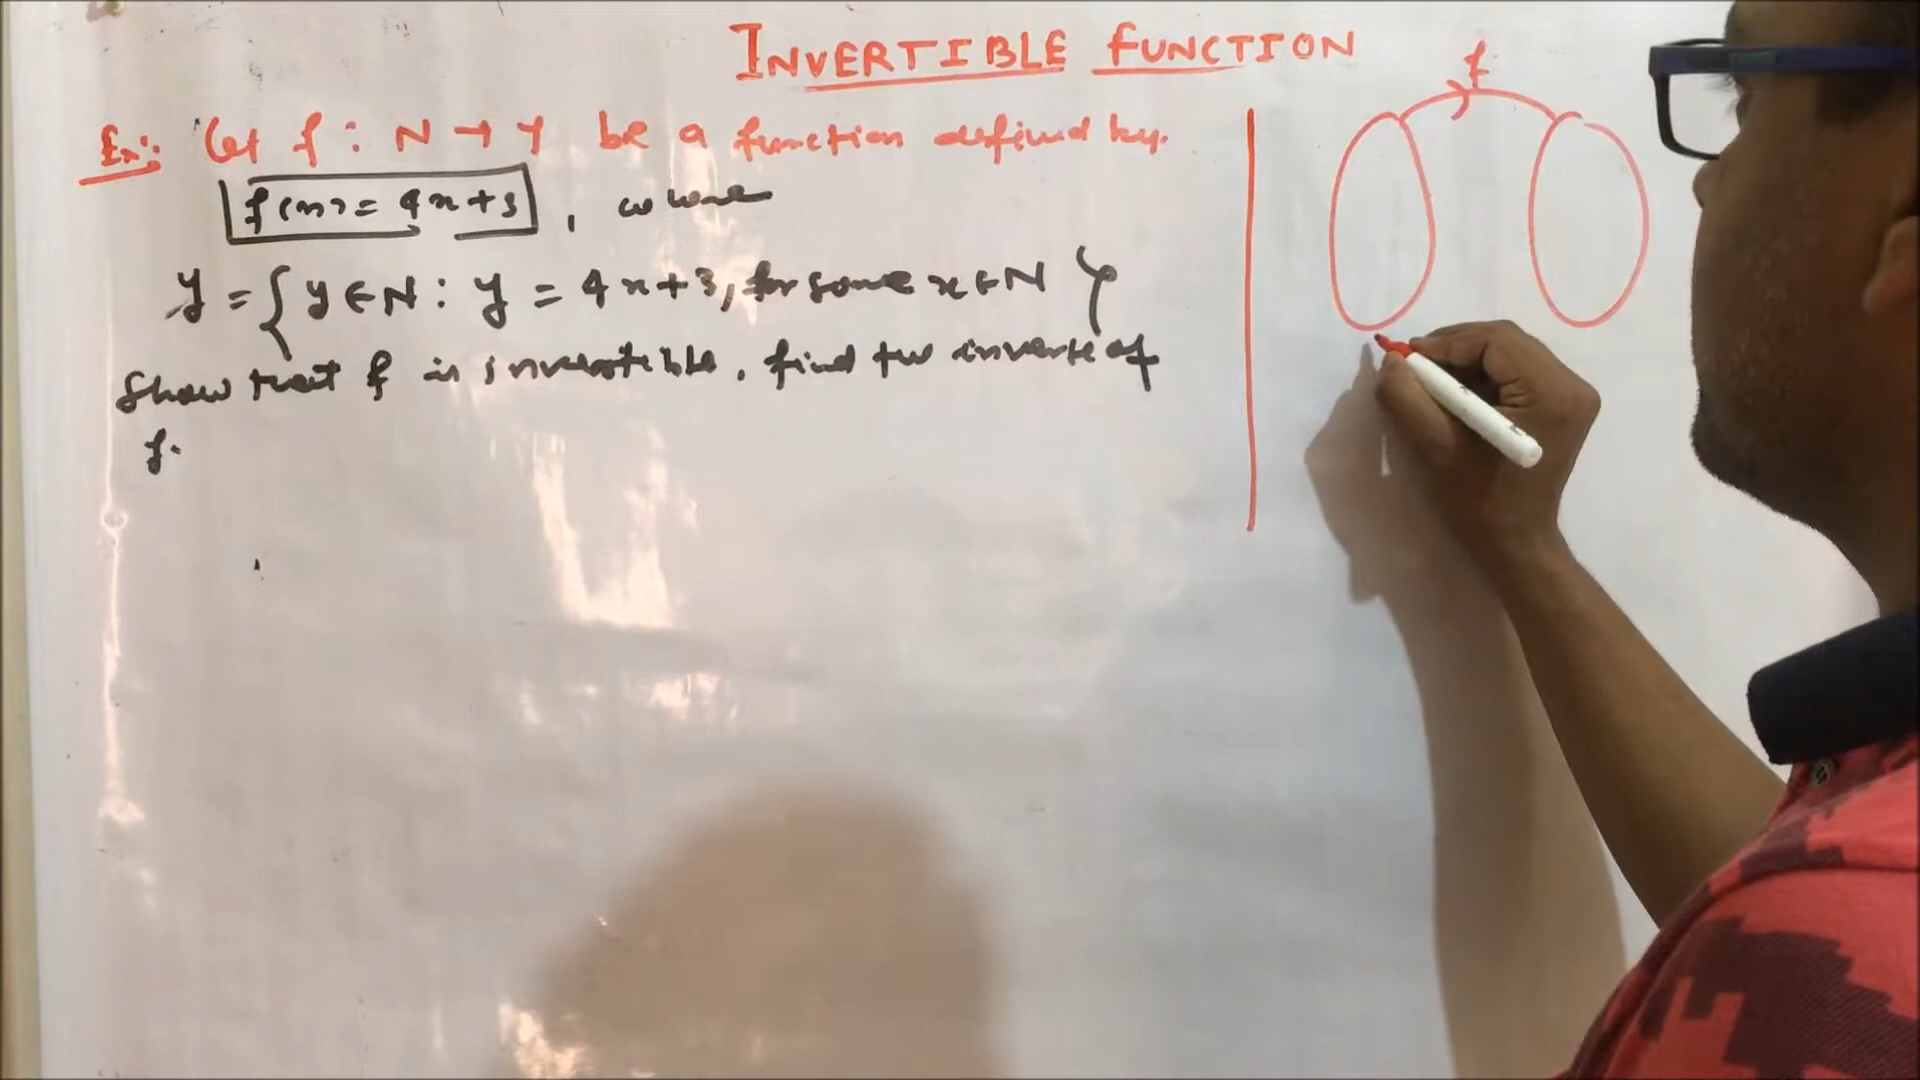 INVERTIBLE FUNCTION
Ex:- Let f : N → Y be a function defined by.
f(x) = 4x+3 , where
Y = { y ∈ N : y = 4x+3, for some x ∈ N }
Show that f is invertible. find the inverse of
f.
f